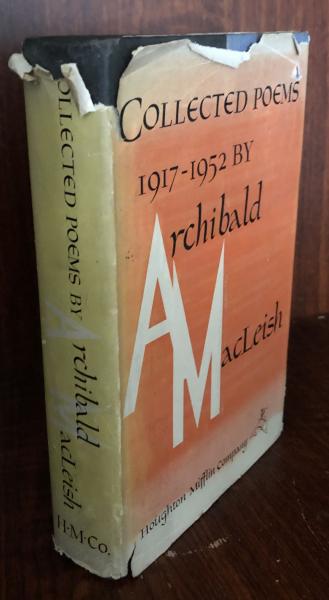 COLLECTED POEMS
1917-1952 BY
Archibald
MacLeish
Houghton Mifflin Company
COLLECTED POEMS BY Archibald MacLeish H·M·Co.